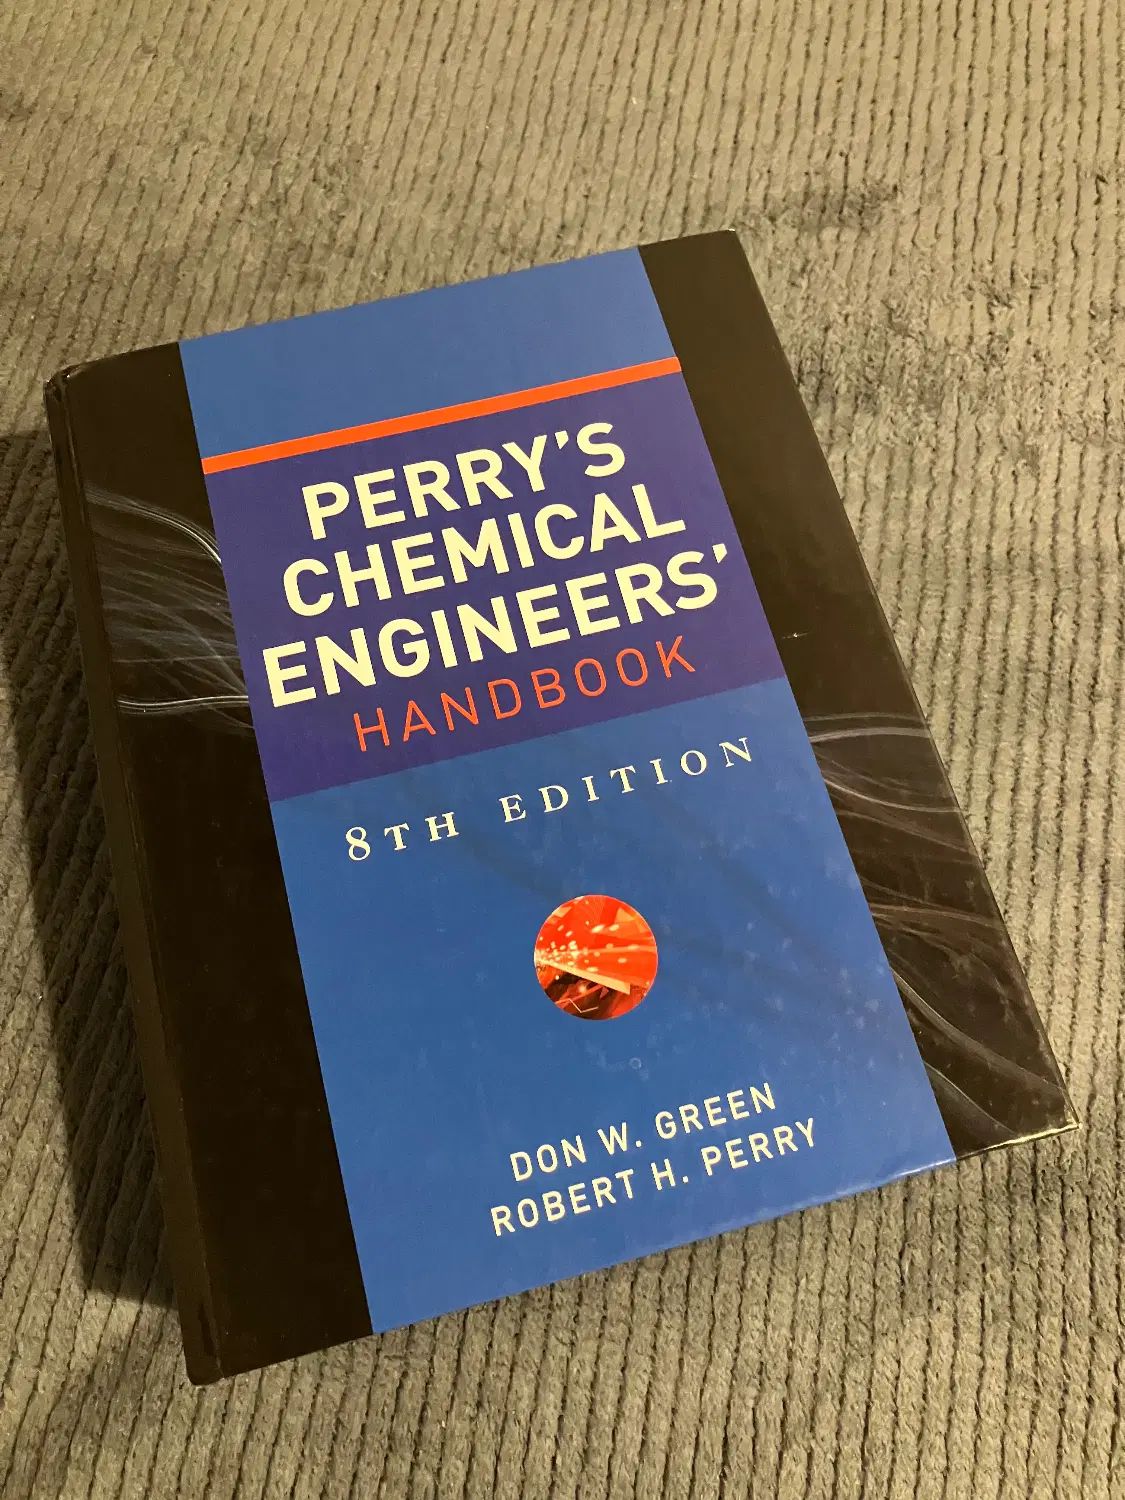 PERRY'S
CHEMICAL
ENGINEERS'
HANDBOOK
8TH EDITION
DON W. GREEN
ROBERT H. PERRY